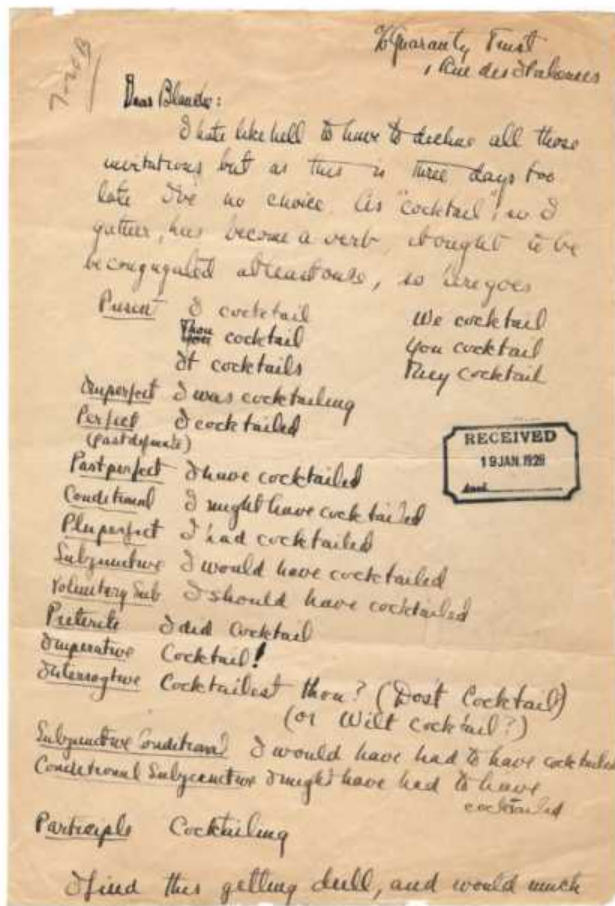 ℅ Guaranty Trust
1 Rue des Italiennes
Dear Blanche:
I hate like hell to have to decline all those
invitations but as this is three days too
late I've no choice. As "cocktail", so I
gather, has become a verb, it ought to be
be conjugated at least once, so here goes
Present I cocktail We cocktail
Thou cocktail You cocktail
It cocktails They cocktail
Imperfect I was cocktailing
Perfect I cocktailed
(past definite)
RECEIVED
19 JAN. 1928
Past perfect I have cocktailed
Conditional I might have cocktailed
Pluperfect I had cocktailed
Subjunctive I would have cocktailed
Voluntary Sub I should have cocktailed
Preterite I did cocktail
Imperative Cocktail!
Interrogtive Cocktailest thou? (Dos't Cocktail)
(or Wilt Cocktail?)
Subjunctive Conditional I would have had to have cocktailed
Conditional Subjunctive I might have had to have
cocktailed
Participle Cocktailing
I find this getting dull, and would much